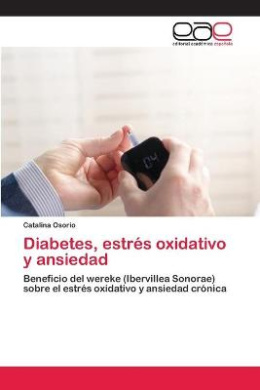 eae
editorial académica española
Catalina Osorio
Diabetes, estrés oxidativo
y ansiedad
Beneficio del wereke (Ibervillea Sonorae)
sobre el estrés oxidativo y ansiedad crónica